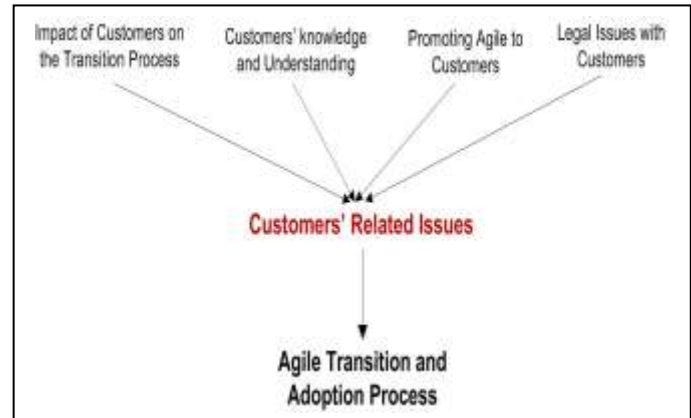 Impact of Customers on
the Transition Process
Customers' knowledge
and Understanding
Promoting Agile to
Customers
Legal Issues with
Customers
Customers' Related Issues
Agile Transition and
Adoption Process